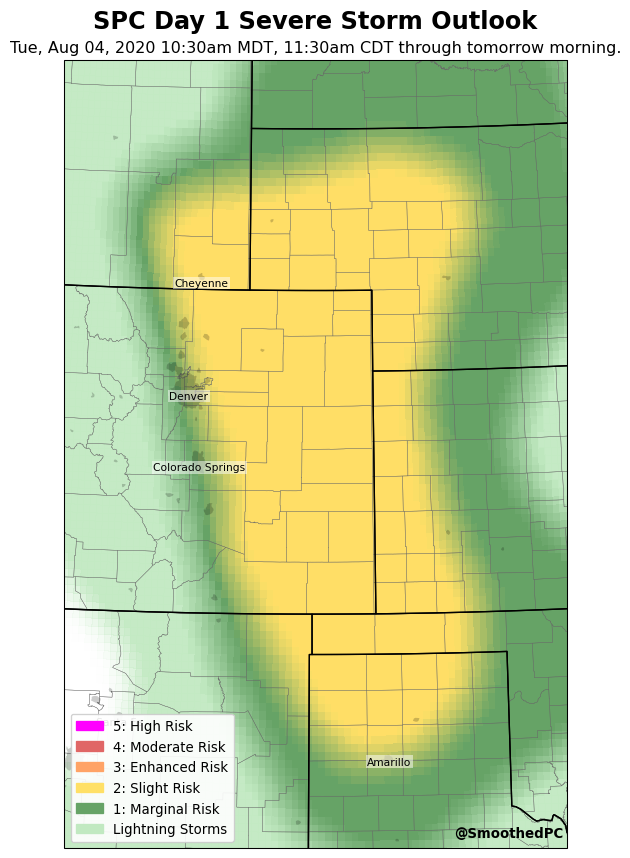 SPC Day 1 Severe Storm Outlook
Tue, Aug 04, 2020 10:30am MDT, 11:30am CDT through tomorrow morning.
Cheyenne
Denver
Colorado Springs
Amarillo
5: High Risk
4: Moderate Risk
3: Enhanced Risk
2: Slight Risk
1: Marginal Risk
Lightning Storms
@SmoothedPC